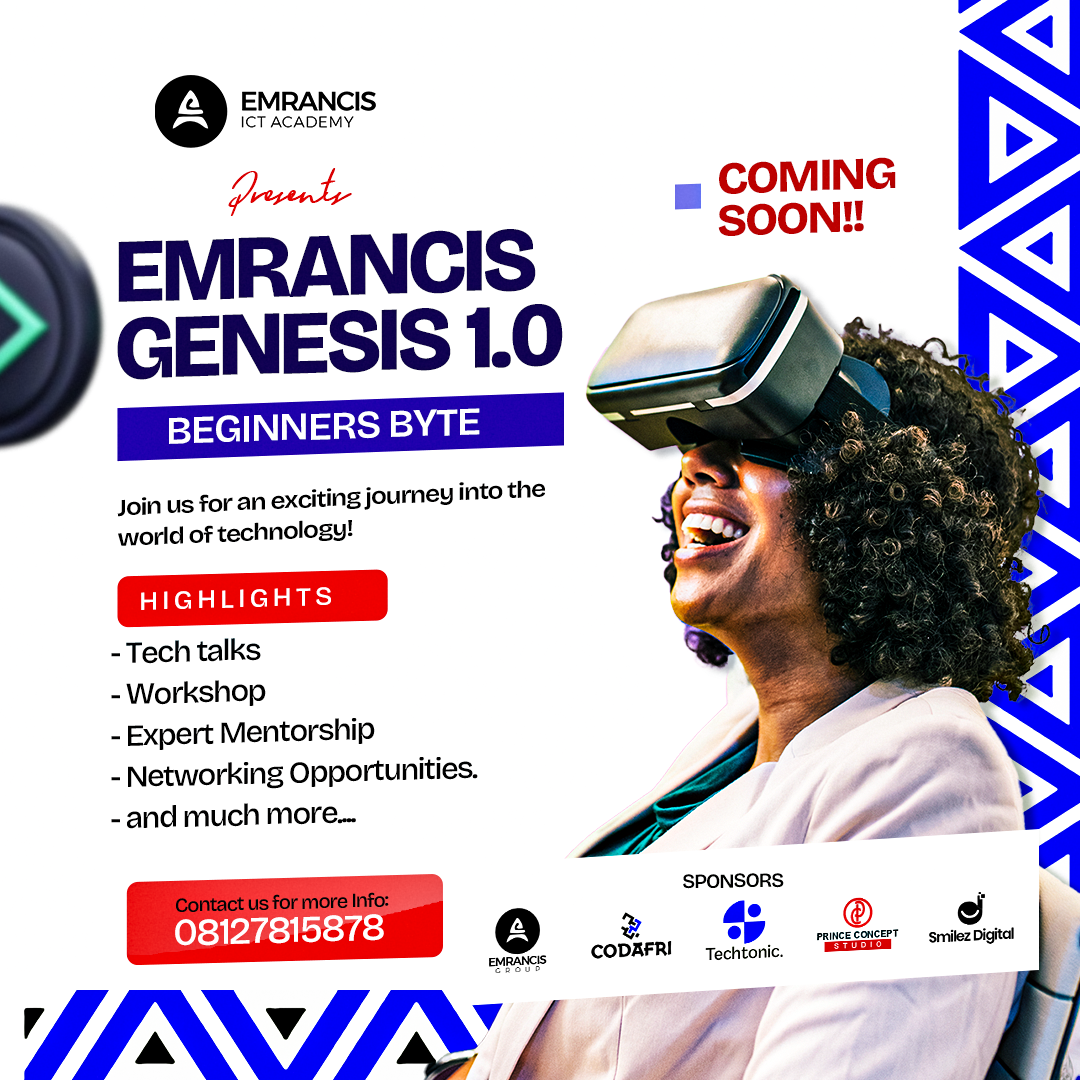 EMRANCIS
ICT ACADEMY
Presents
COMING
SOON!!
EMRANCIS
GENESIS 1.0
BEGINNERS BYTE
Join us for an exciting journey into the
world of technology!
HIGHLIGHTS
- Tech talks
- Workshop
- Expert Mentorship
- Networking Opportunities.
- and much more....
Contact us for more Info:
08127815878
SPONSORS
EMRANCIS
GROUP
CODAFRI
Techtonic.
PRINCE CONCEPT
STUDIO
Smilez Digital